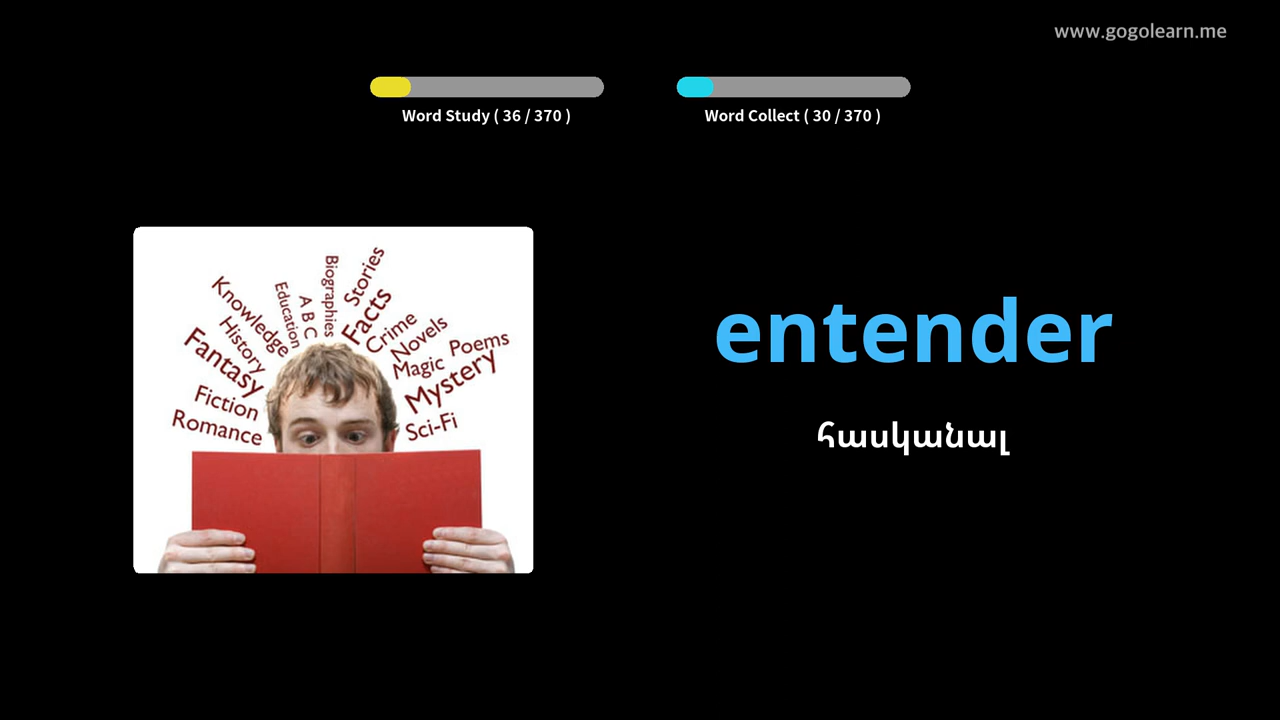 www.gogolearn.me
Word Study ( 36 / 370 )
Word Collect ( 30 / 370 )
Biographies
Stories
Education
A B C
Facts
Knowledge
Crime
History
Novels
Fantasy
Magic
Poems
Mystery
Fiction
Romance
Sci-Fi
entender
հասկանալ